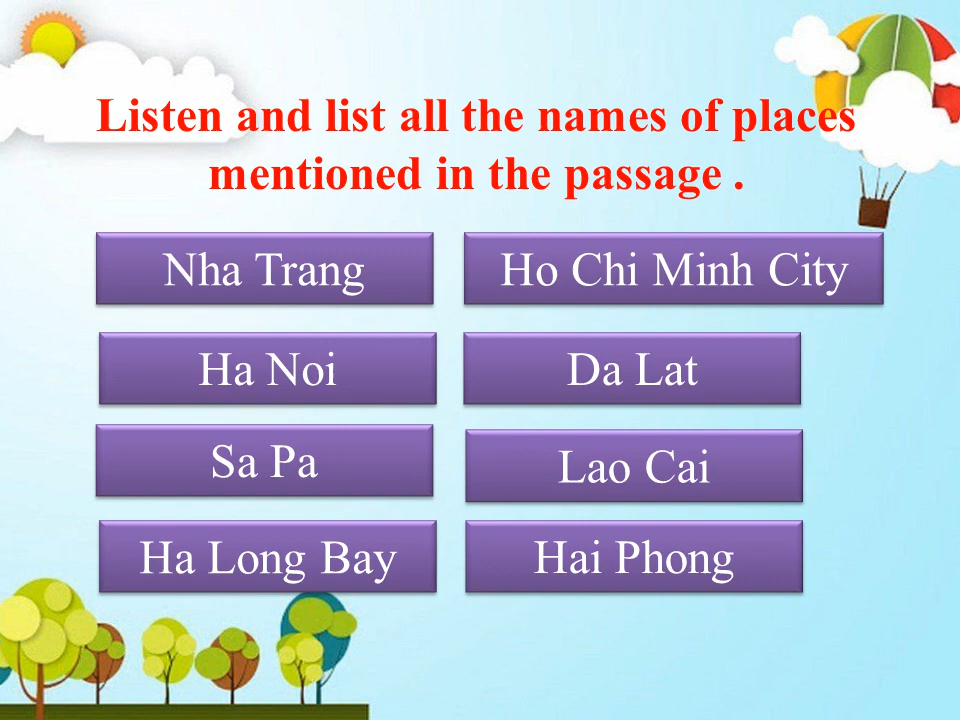 Listen and list all the names of places
mentioned in the passage .
Nha Trang
Ho Chi Minh City
Ha Noi
Da Lat
Sa Pa
Lao Cai
Ha Long Bay
Hai Phong